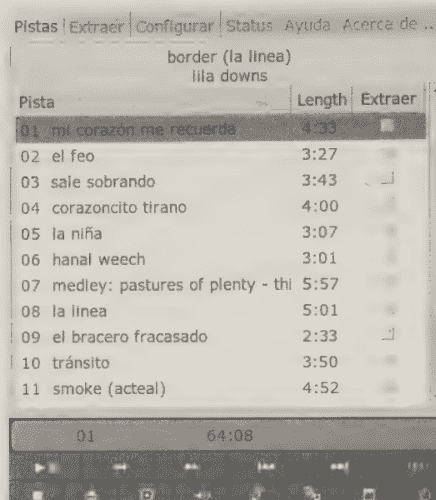 Pistas Extraer Configurar Status Ayuda Acerca de ...
border (la linea)
lila downs
Pista Length Extraer
01 mi corazón me recuerda 4:33
02 el feo 3:27
03 sale sobrando 3:43
04 corazoncito tirano 4:00
05 la niña 3:07
06 hanal weech 3:01
07 medley: pastures of plenty - thi 5:57
08 la linea 5:01
09 el bracero fracasado 2:33
10 tránsito 3:50
11 smoke (acteal) 4:52
01 64:08